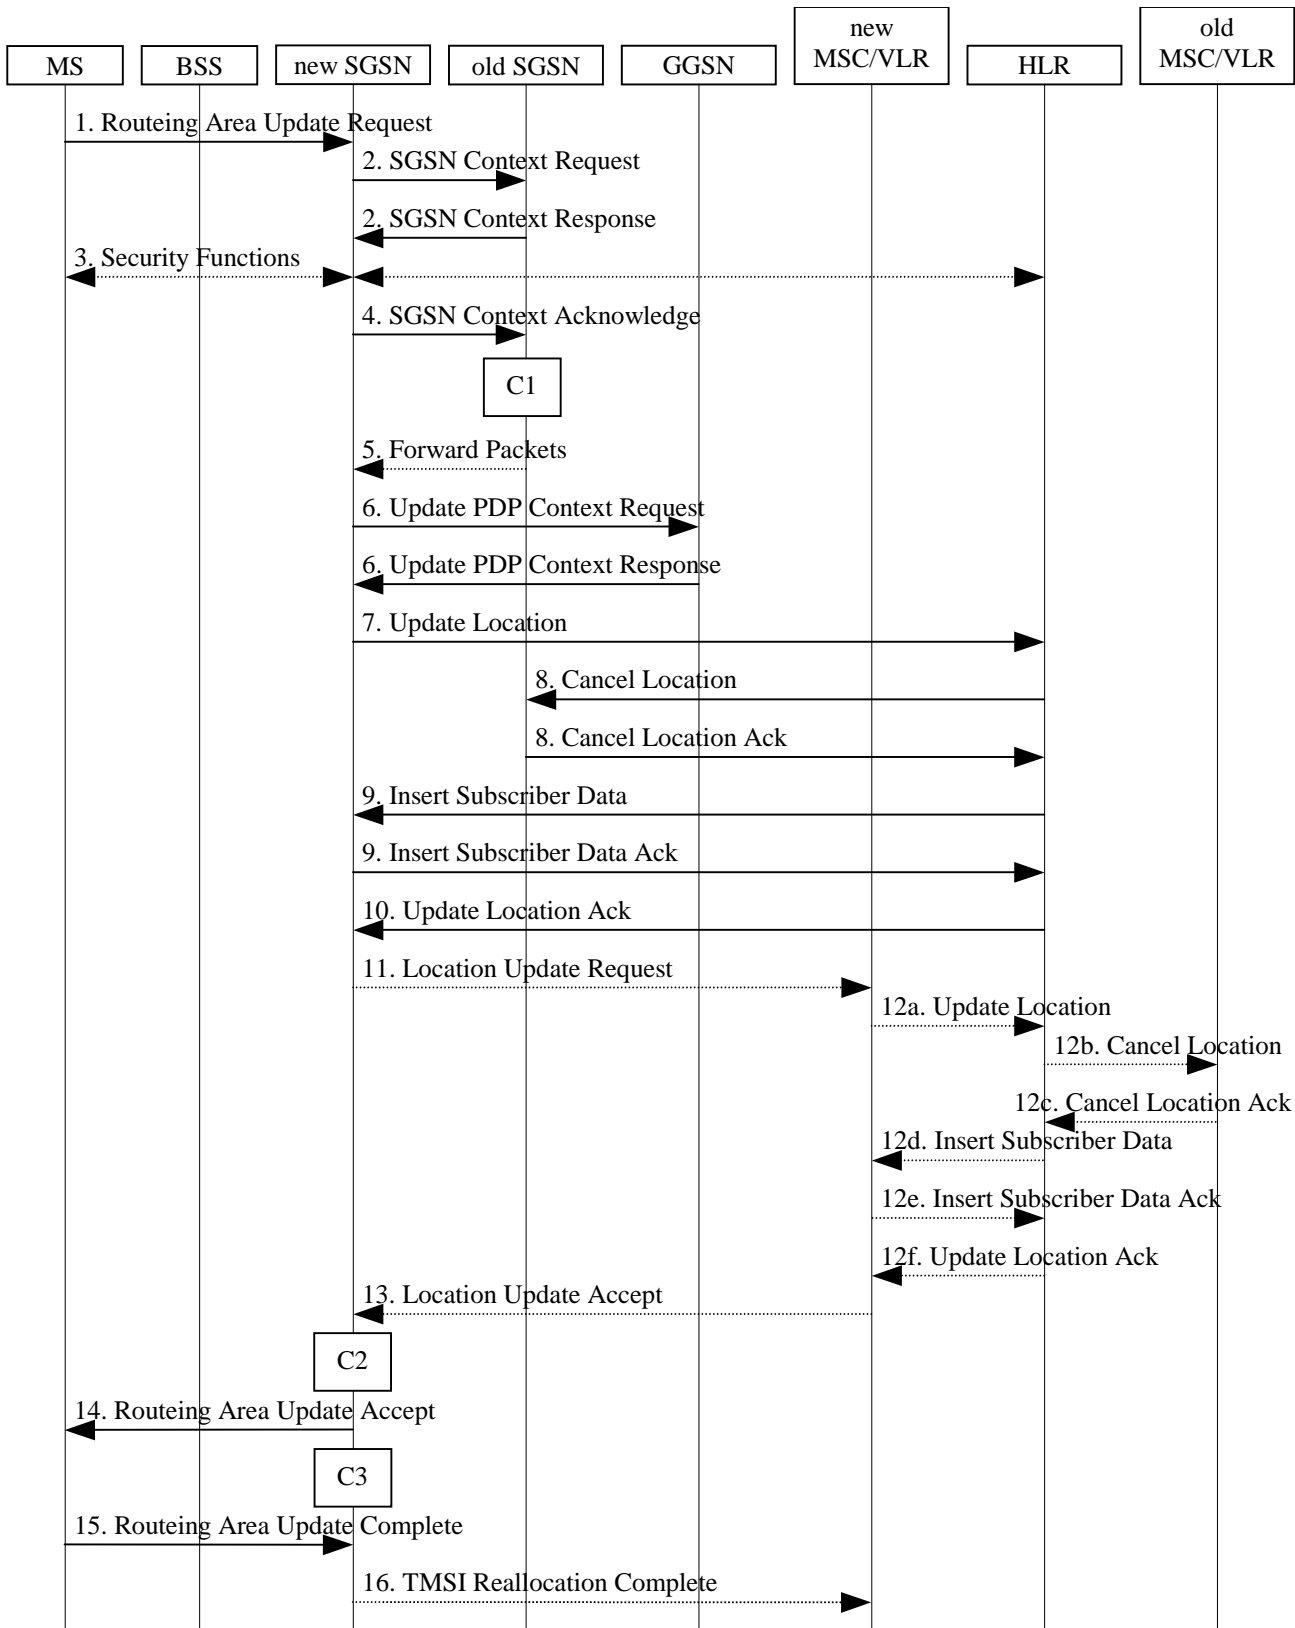 new
MSC/VLR
old
MSC/VLR
MS
BSS
new SGSN
old SGSN
GGSN
HLR
1. Routeing Area Update Request
2. SGSN Context Request
2. SGSN Context Response
3. Security Functions
4. SGSN Context Acknowledge
C1
5. Forward Packets
6. Update PDP Context Request
6. Update PDP Context Response
7. Update Location
8. Cancel Location
8. Cancel Location Ack
9. Insert Subscriber Data
9. Insert Subscriber Data Ack
10. Update Location Ack
11. Location Update Request
12a. Update Location
12b. Cancel Location
12c. Cancel Location Ack
12d. Insert Subscriber Data
12e. Insert Subscriber Data Ack
12f. Update Location Ack
13. Location Update Accept
C2
14. Routeing Area Update Accept
C3
15. Routeing Area Update Complete
16. TMSI Reallocation Complete